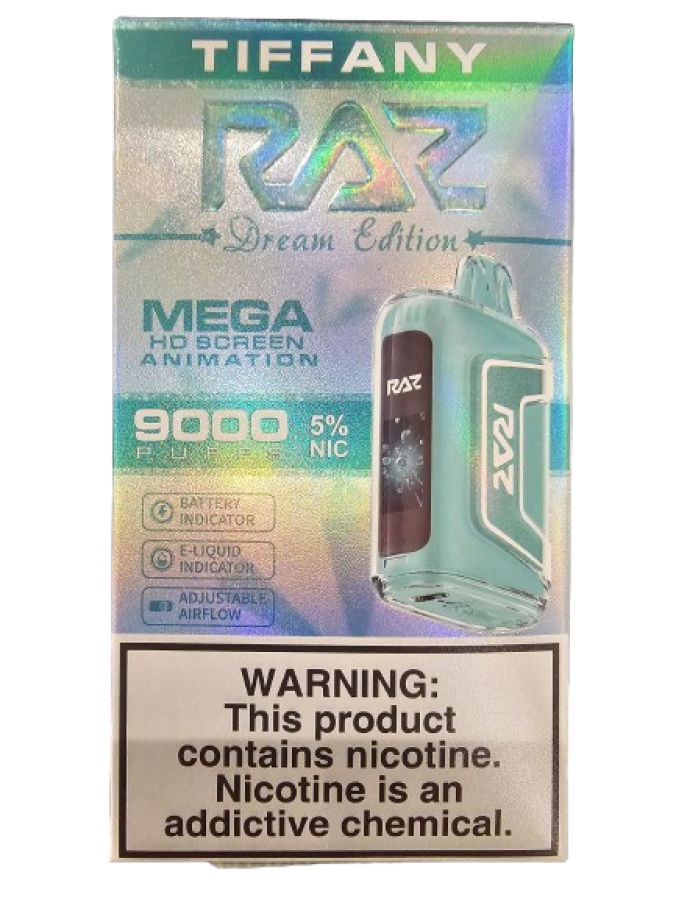 TIFFANY
RAZ
Dream Edition
MEGA
HD SCREEN
ANIMATION
9000
PUFFS
5%
NIC
RAZ
RAZ
BATTERY
INDICATOR
E-LIQUID
INDICATOR
ADJUSTABLE
AIRFLOW
WARNING:
This product
contains nicotine.
Nicotine is an
addictive chemical.